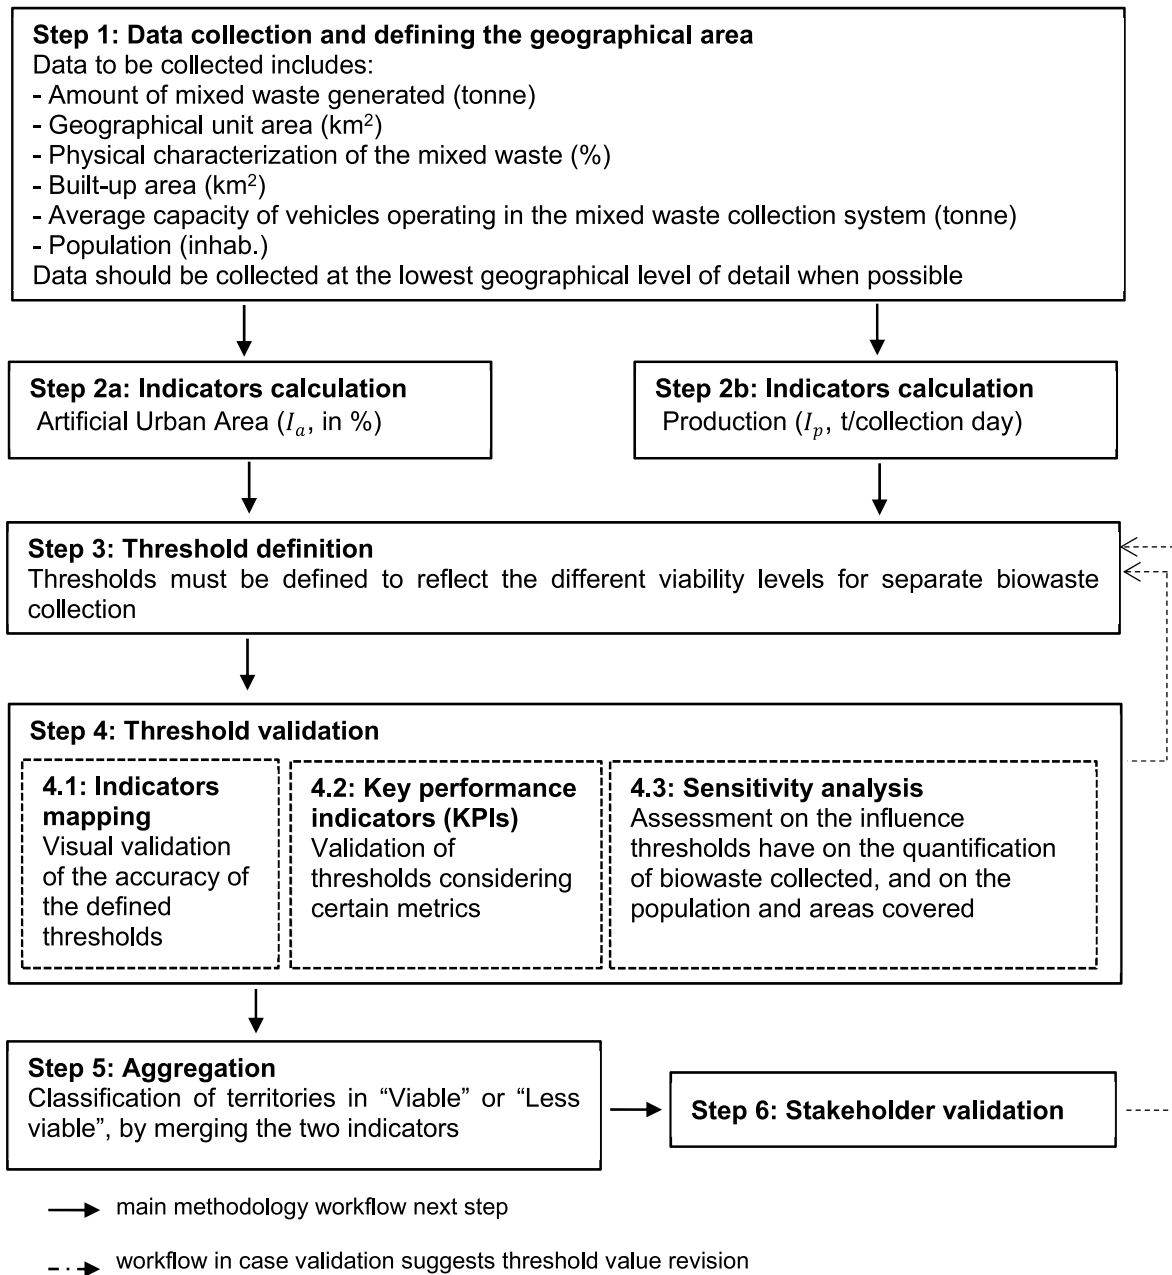 Step 1: Data collection and defining the geographical area
Data to be collected includes:
- Amount of mixed waste generated (tonne)
- Geographical unit area (km²)
- Physical characterization of the mixed waste (%)
- Built-up area (km²)
- Average capacity of vehicles operating in the mixed waste collection system (tonne)
- Population (inhab.)
Data should be collected at the lowest geographical level of detail when possible
Step 2a: Indicators calculation
Artificial Urban Area (Iₐ, in %)
Step 2b: Indicators calculation
Production (Iₚ, t/collection day)
Step 3: Threshold definition
Thresholds must be defined to reflect the different viability levels for separate biowaste
collection
Step 4: Threshold validation
4.1: Indicators
mapping
Visual validation
of the accuracy of
the defined
thresholds
4.2: Key performance
indicators (KPIs)
Validation of
thresholds considering
certain metrics
4.3: Sensitivity analysis
Assessment on the influence
thresholds have on the quantification
of biowaste collected, and on the
population and areas covered
Step 5: Aggregation
Classification of territories in “Viable” or “Less
viable”, by merging the two indicators
Step 6: Stakeholder validation
main methodology workflow next step
workflow in case validation suggests threshold value revision